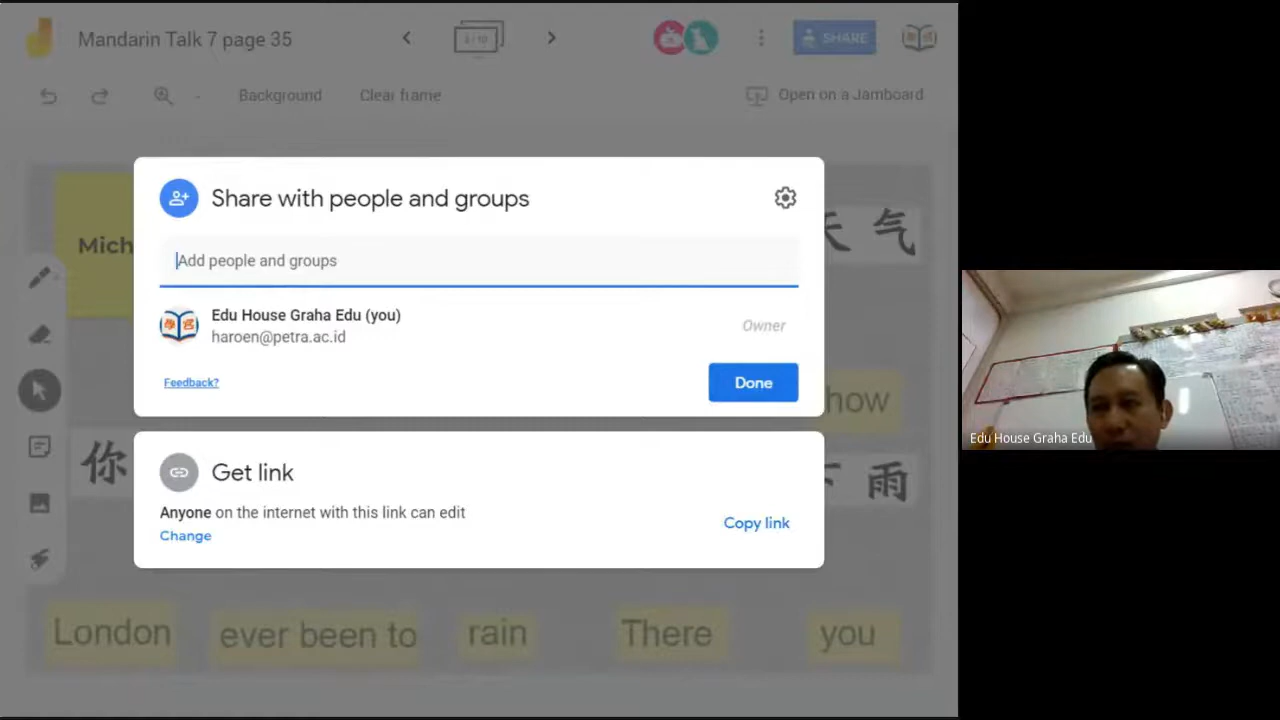 Mandarin Talk 7 page 35
SHARE
Background
Clear frame
Open on a Jamboard
Share with people and groups
Add people and groups
Edu House Graha Edu (you)
haroen@petra.ac.id
Owner
Feedback?
Done
Get link
Anyone on the internet with this link can edit
Change
Copy link
Mich
天气
how
你
下雨
London
ever been to
rain
There
you
Edu House Graha Edu